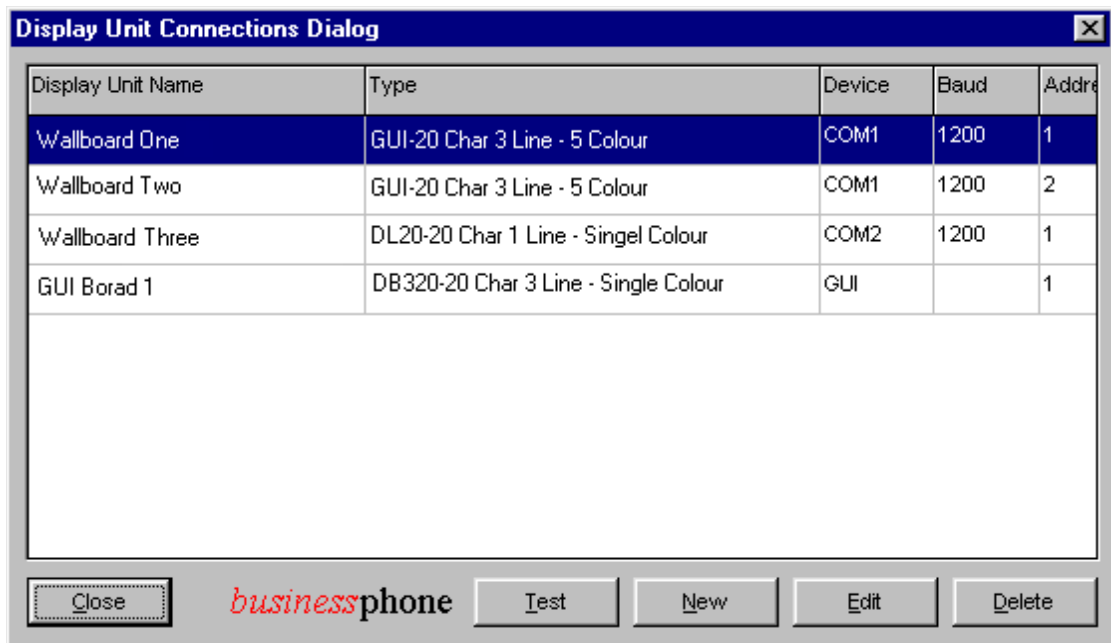 Display Unit Connections Dialog
Display Unit Name Type Device Baud Addre
Wallboard One GUI-20 Char 3 Line - 5 Colour COM1 1200 1
Wallboard Two GUI-20 Char 3 Line - 5 Colour COM1 1200 2
Wallboard Three DL20-20 Char 1 Line - Singel Colour COM2 1200 1
GUI Borad 1 DB320-20 Char 3 Line - Single Colour GUI 1
Close businessphone Test New Edit Delete